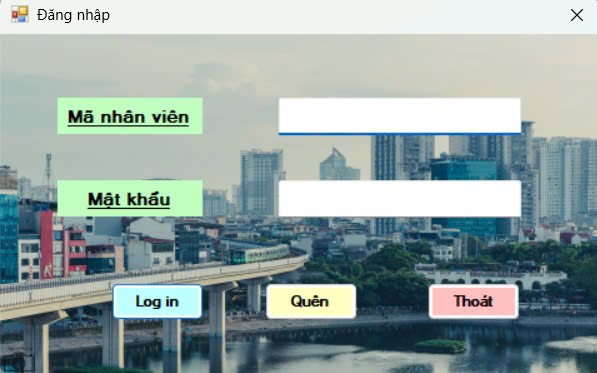 Đăng nhập
Mã nhân viên
Mật khẩu
Log in
Quên
Thoát